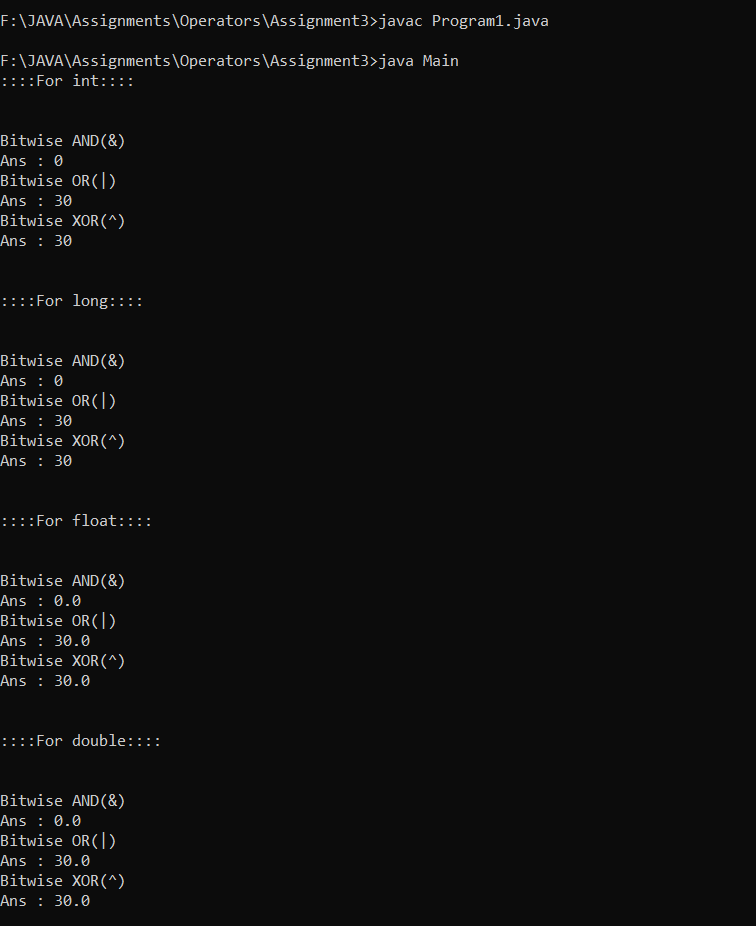 F:\JAVA\Assignments\Operators\Assignment3>javac Program1.java
F:\JAVA\Assignments\Operators\Assignment3>java Main
::::For int::::
Bitwise AND(&)
Ans : 0
Bitwise OR(|)
Ans : 30
Bitwise XOR(^)
Ans : 30
::::For long::::
Bitwise AND(&)
Ans : 0
Bitwise OR(|)
Ans : 30
Bitwise XOR(^)
Ans : 30
::::For float::::
Bitwise AND(&)
Ans : 0.0
Bitwise OR(|)
Ans : 30.0
Bitwise XOR(^)
Ans : 30.0
::::For double::::
Bitwise AND(&)
Ans : 0.0
Bitwise OR(|)
Ans : 30.0
Bitwise XOR(^)
Ans : 30.0